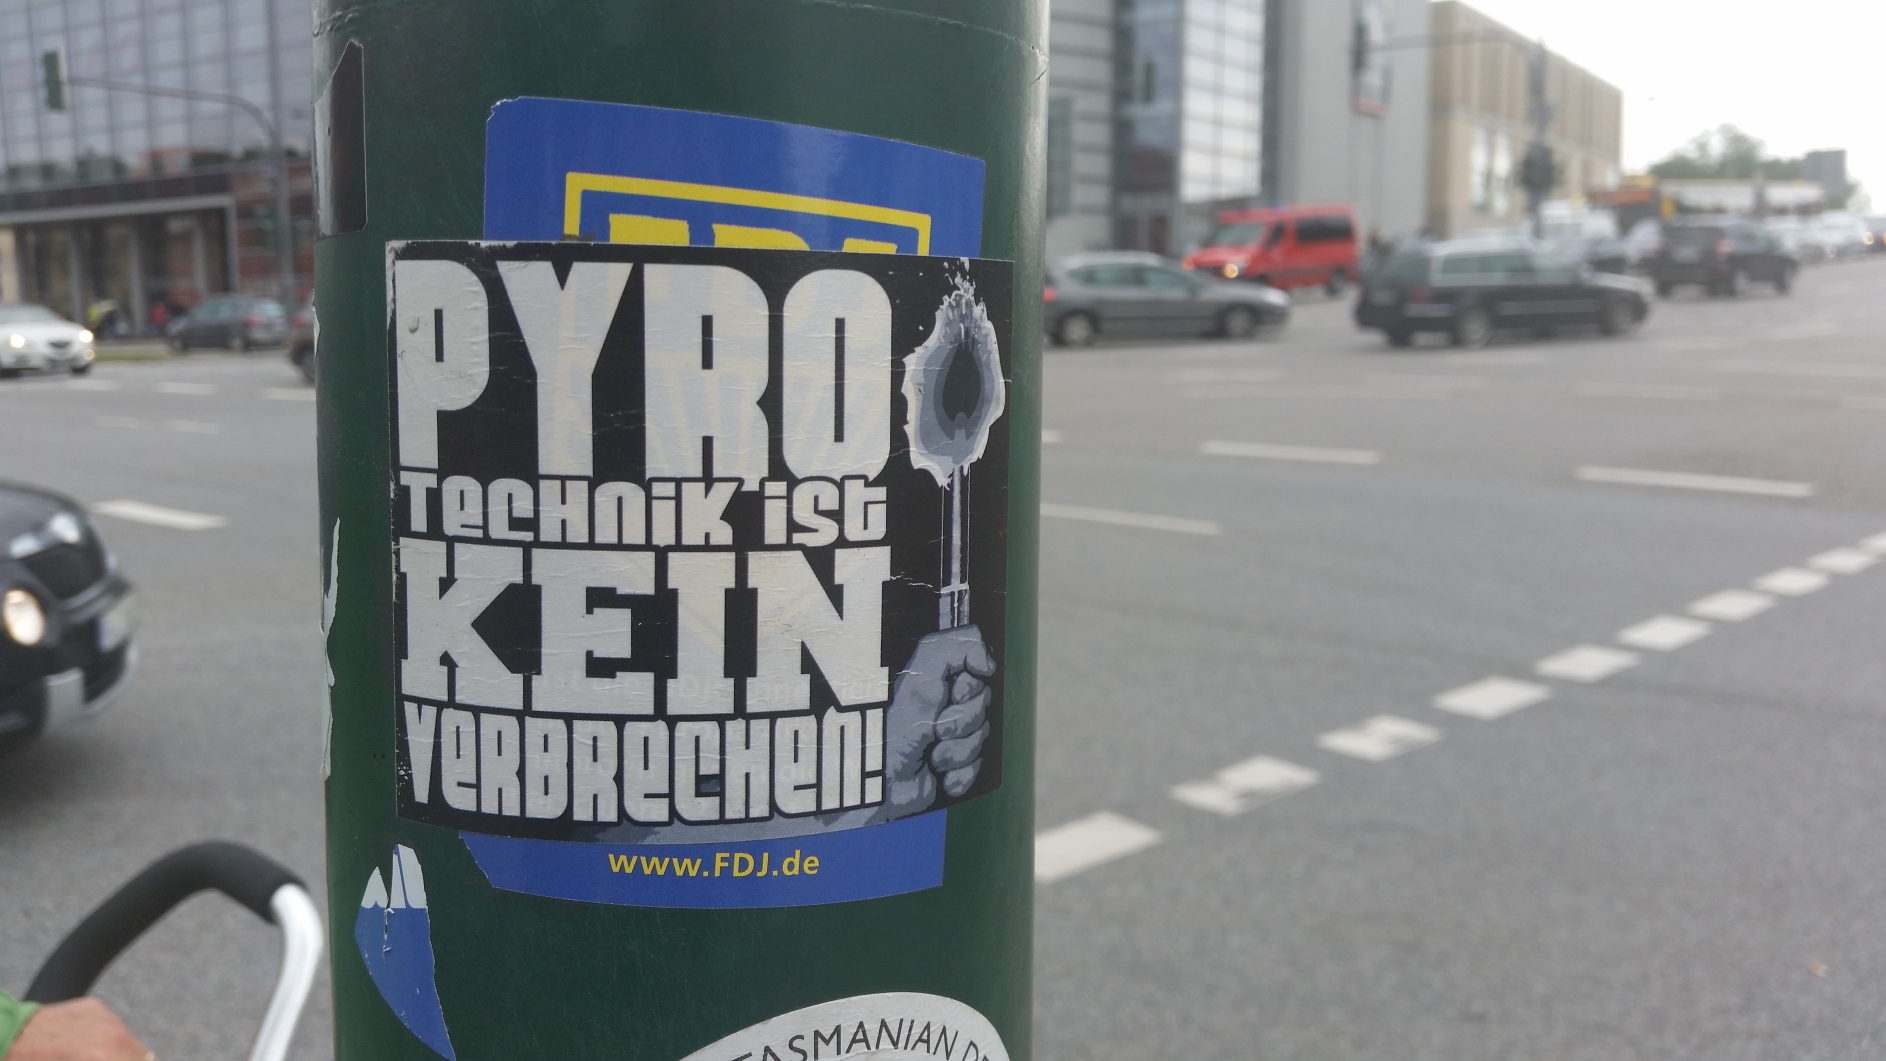 PYRO
TECHNIK IST
KEIN
VERBRECHEN!
www.FDJ.de
TASMANIAN